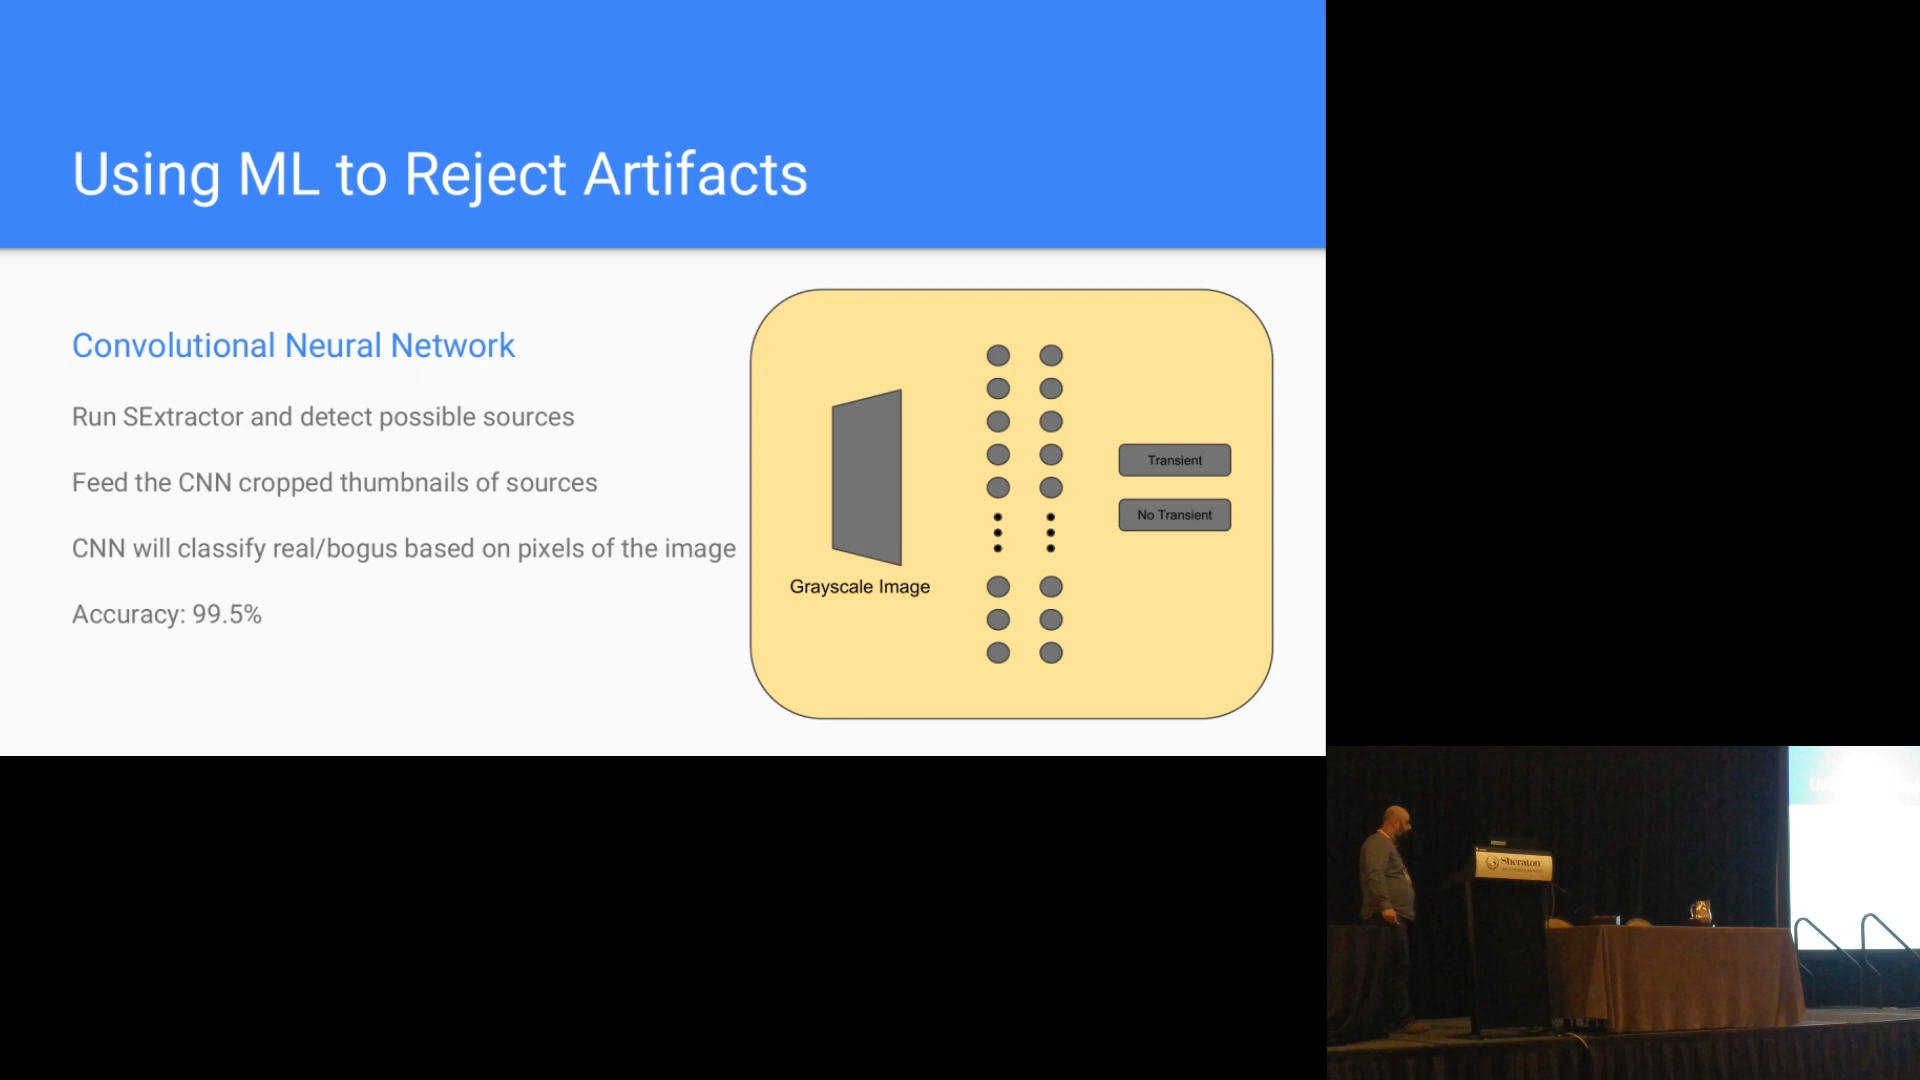 Using ML to Reject Artifacts
Convolutional Neural Network
Run SExtractor and detect possible sources
Feed the CNN cropped thumbnails of sources
CNN will classify real/bogus based on pixels of the image
Accuracy: 99.5%
Grayscale Image
Transient
No Transient
Sheraton